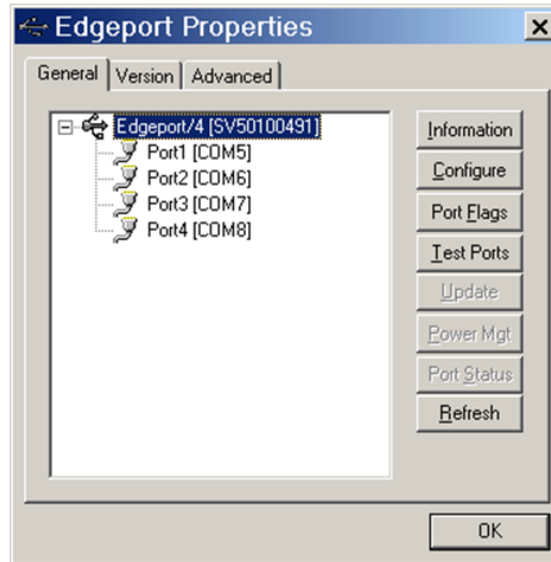 Edgeport Properties
General Version Advanced
Edgeport/4 [SV50100491]
Port1 [COM5]
Port2 [COM6]
Port3 [COM7]
Port4 [COM8]
Information
Configure
Port Flags
Test Ports
Update
Power Mgt
Port Status
Refresh
OK